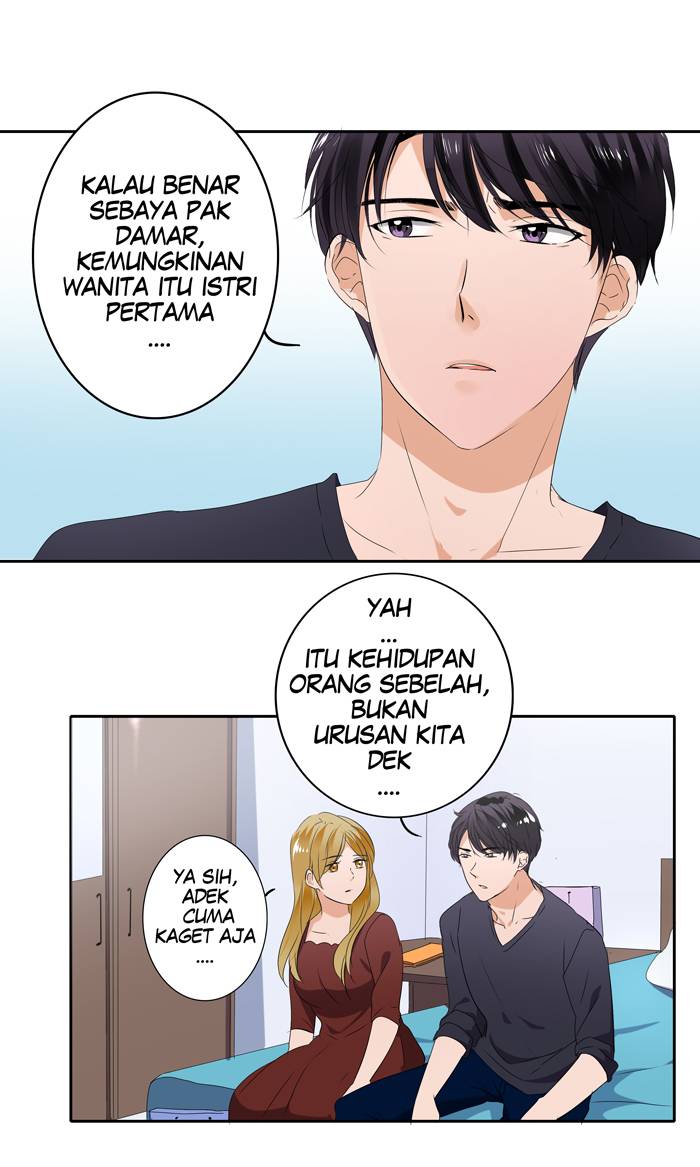 KALAU BENAR
SEBAYA PAK
DAMAR,
KEMUNGKINAN
WANITA ITU ISTRI
PERTAMA
....
YAH
...
ITU KEHIDUPAN
ORANG SEBELAH,
BUKAN
URUSAN KITA
DEK
....
YA SIH,
ADEK
CUMA
KAGET AJA
....